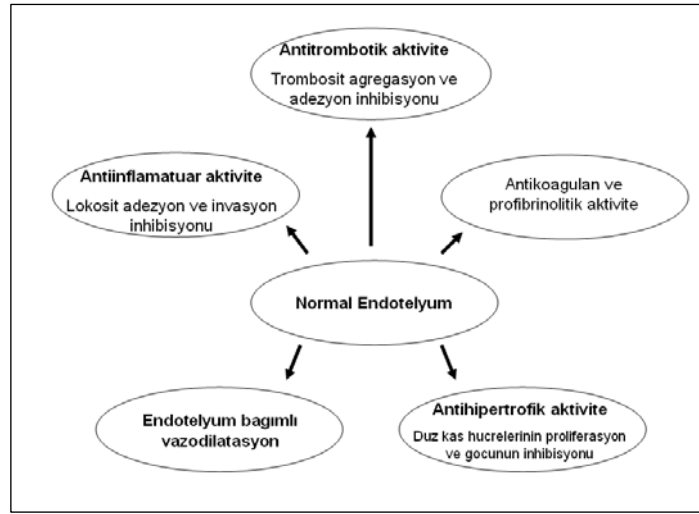 Antitrombotik aktivite
Trombosit agregasyon ve
adezyon inhibisyonu
Antiinflamatuar aktivite
Lokosit adezyon ve invasyon
inhibisyonu
Antikoagulan ve
profibrinolitik aktivite
Normal Endotelyum
Endotelyum bagımlı
vazodilatasyon
Antihipertrofik aktivite
Duz kas hucrelerinin proliferasyon
ve gocunun inhibisyonu